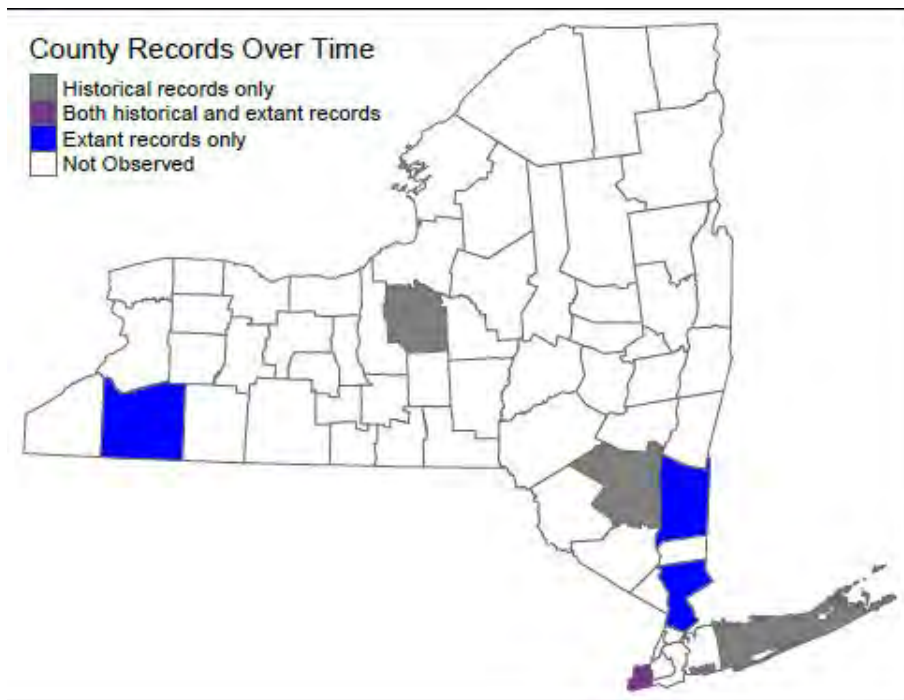 County Records Over Time
Historical records only
Both historical and extant records
Extant records only
Not Observed